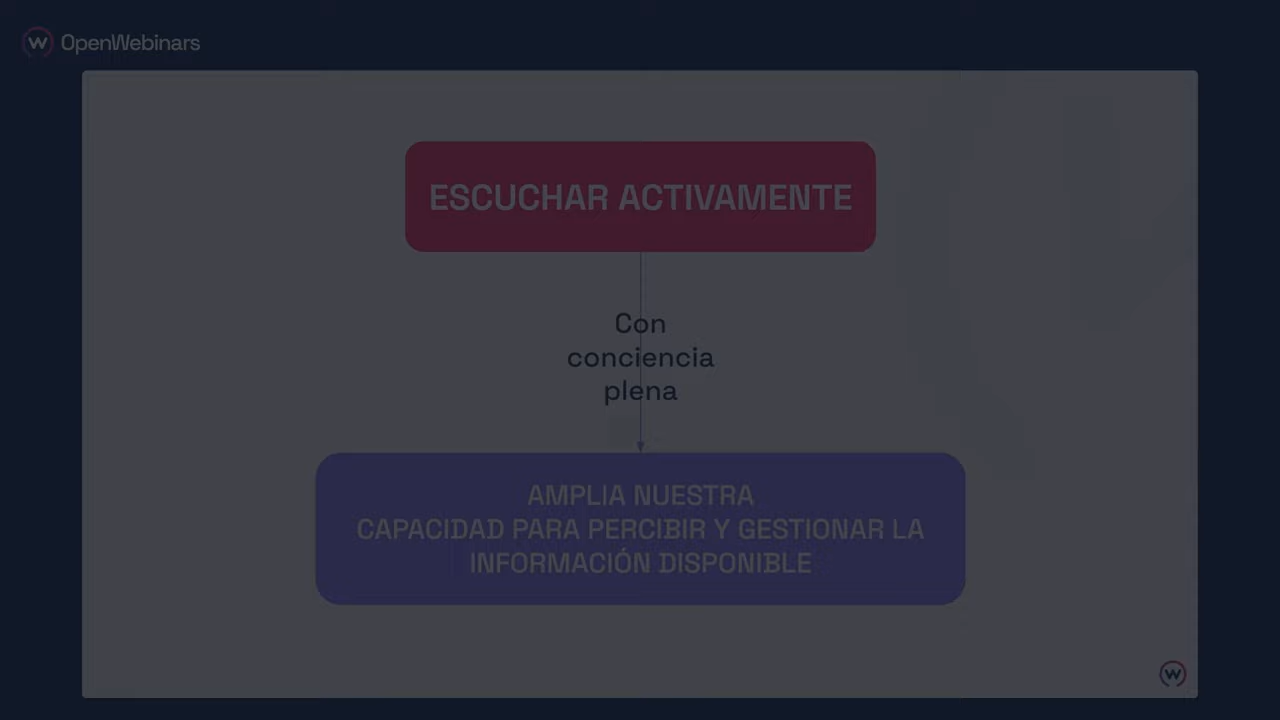 OpenWebinars
ESCUCHAR ACTIVAMENTE
Con
conciencia
plena
AMPLIA NUESTRA
CAPACIDAD PARA PERCIBIR Y GESTIONAR LA
INFORMACIÓN DISPONIBLE